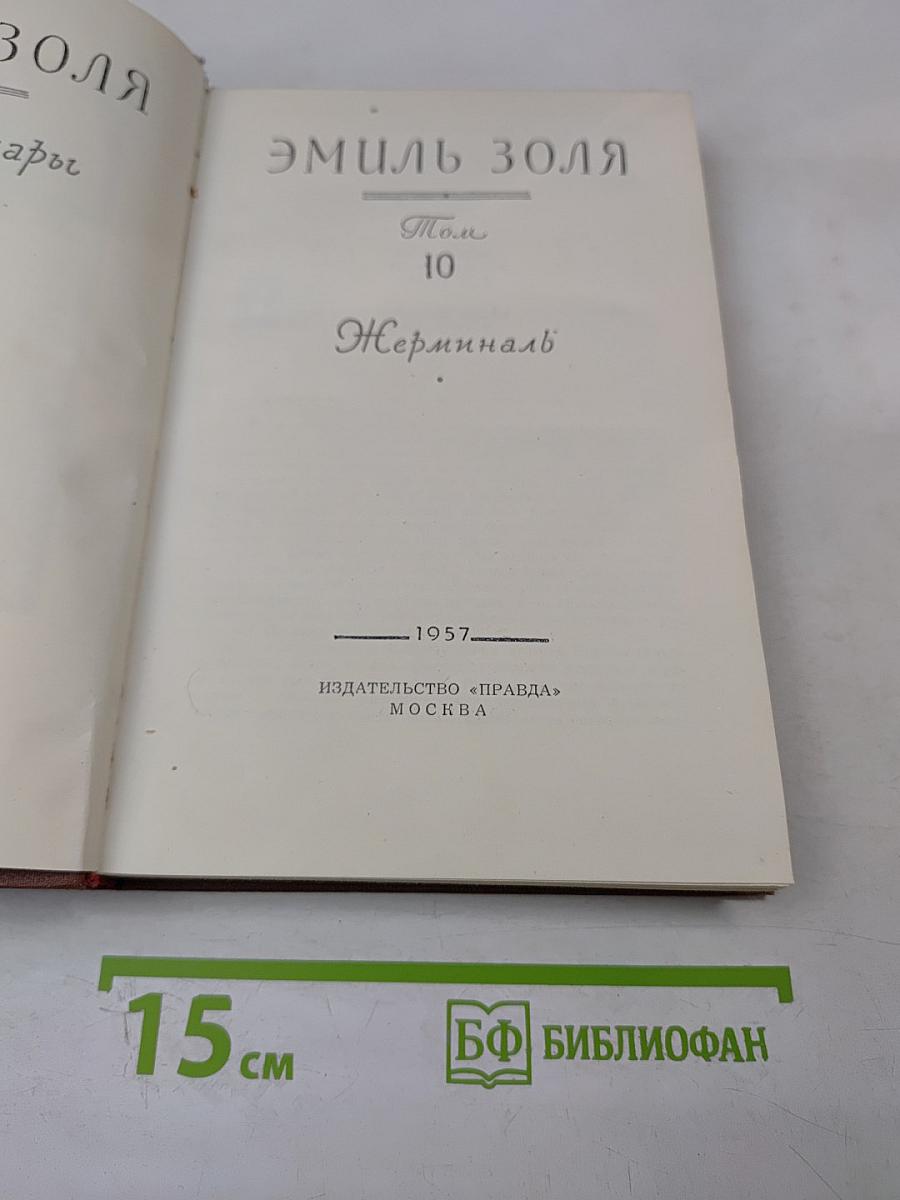 ЗОЛЯ
ЭМИЛЬ ЗОЛЯ
Том
10
Жерминаль
1957
ИЗДАТЕЛЬСТВО «ПРАВДА»
МОСКВА
15 см
БФ БИБЛИОФАН